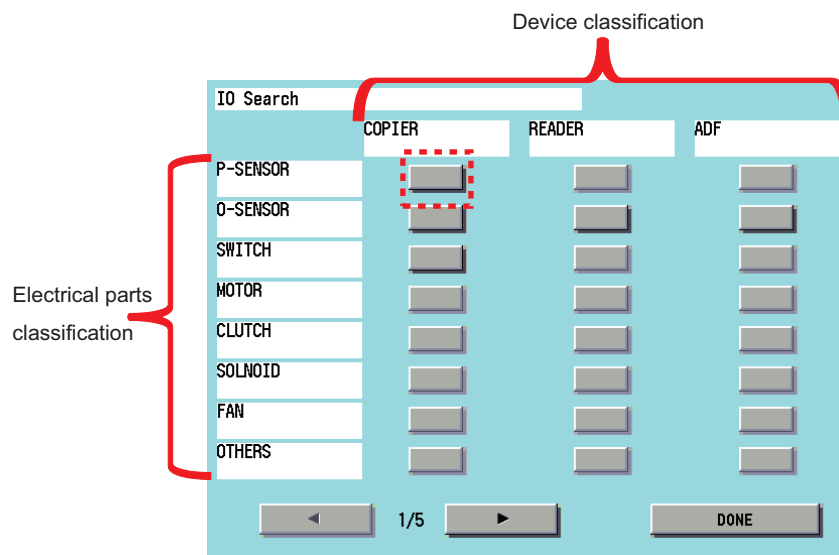 Device classification
IO Search
COPIER READER ADF
P-SENSOR
O-SENSOR
SWITCH
MOTOR
Electrical parts
classification
CLUTCH
SOLNOID
FAN
OTHERS
1/5 DONE